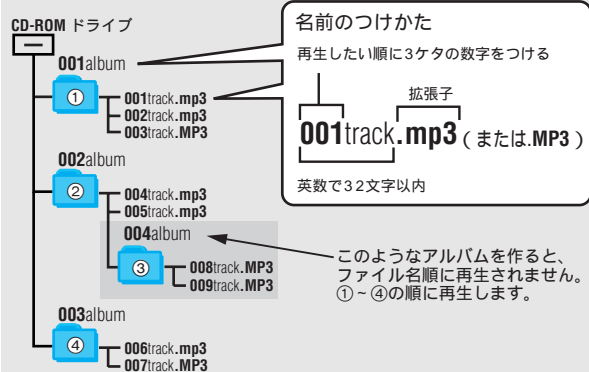 CD-ROM ドライブ
001album
①
001track.mp3
002track.mp3
003track.MP3
002album
②
004track.mp3
005track.mp3
004album
③
008track.MP3
009track.MP3
003album
④
006track.mp3
007track.MP3
名前のつけかた
再生したい順に3ケタの数字をつける
拡張子
001track.mp3 ( または.MP3 )
英数で32文字以内
このようなアルバムを作ると、
ファイル名順に再生されません。
①~④の順に再生します。